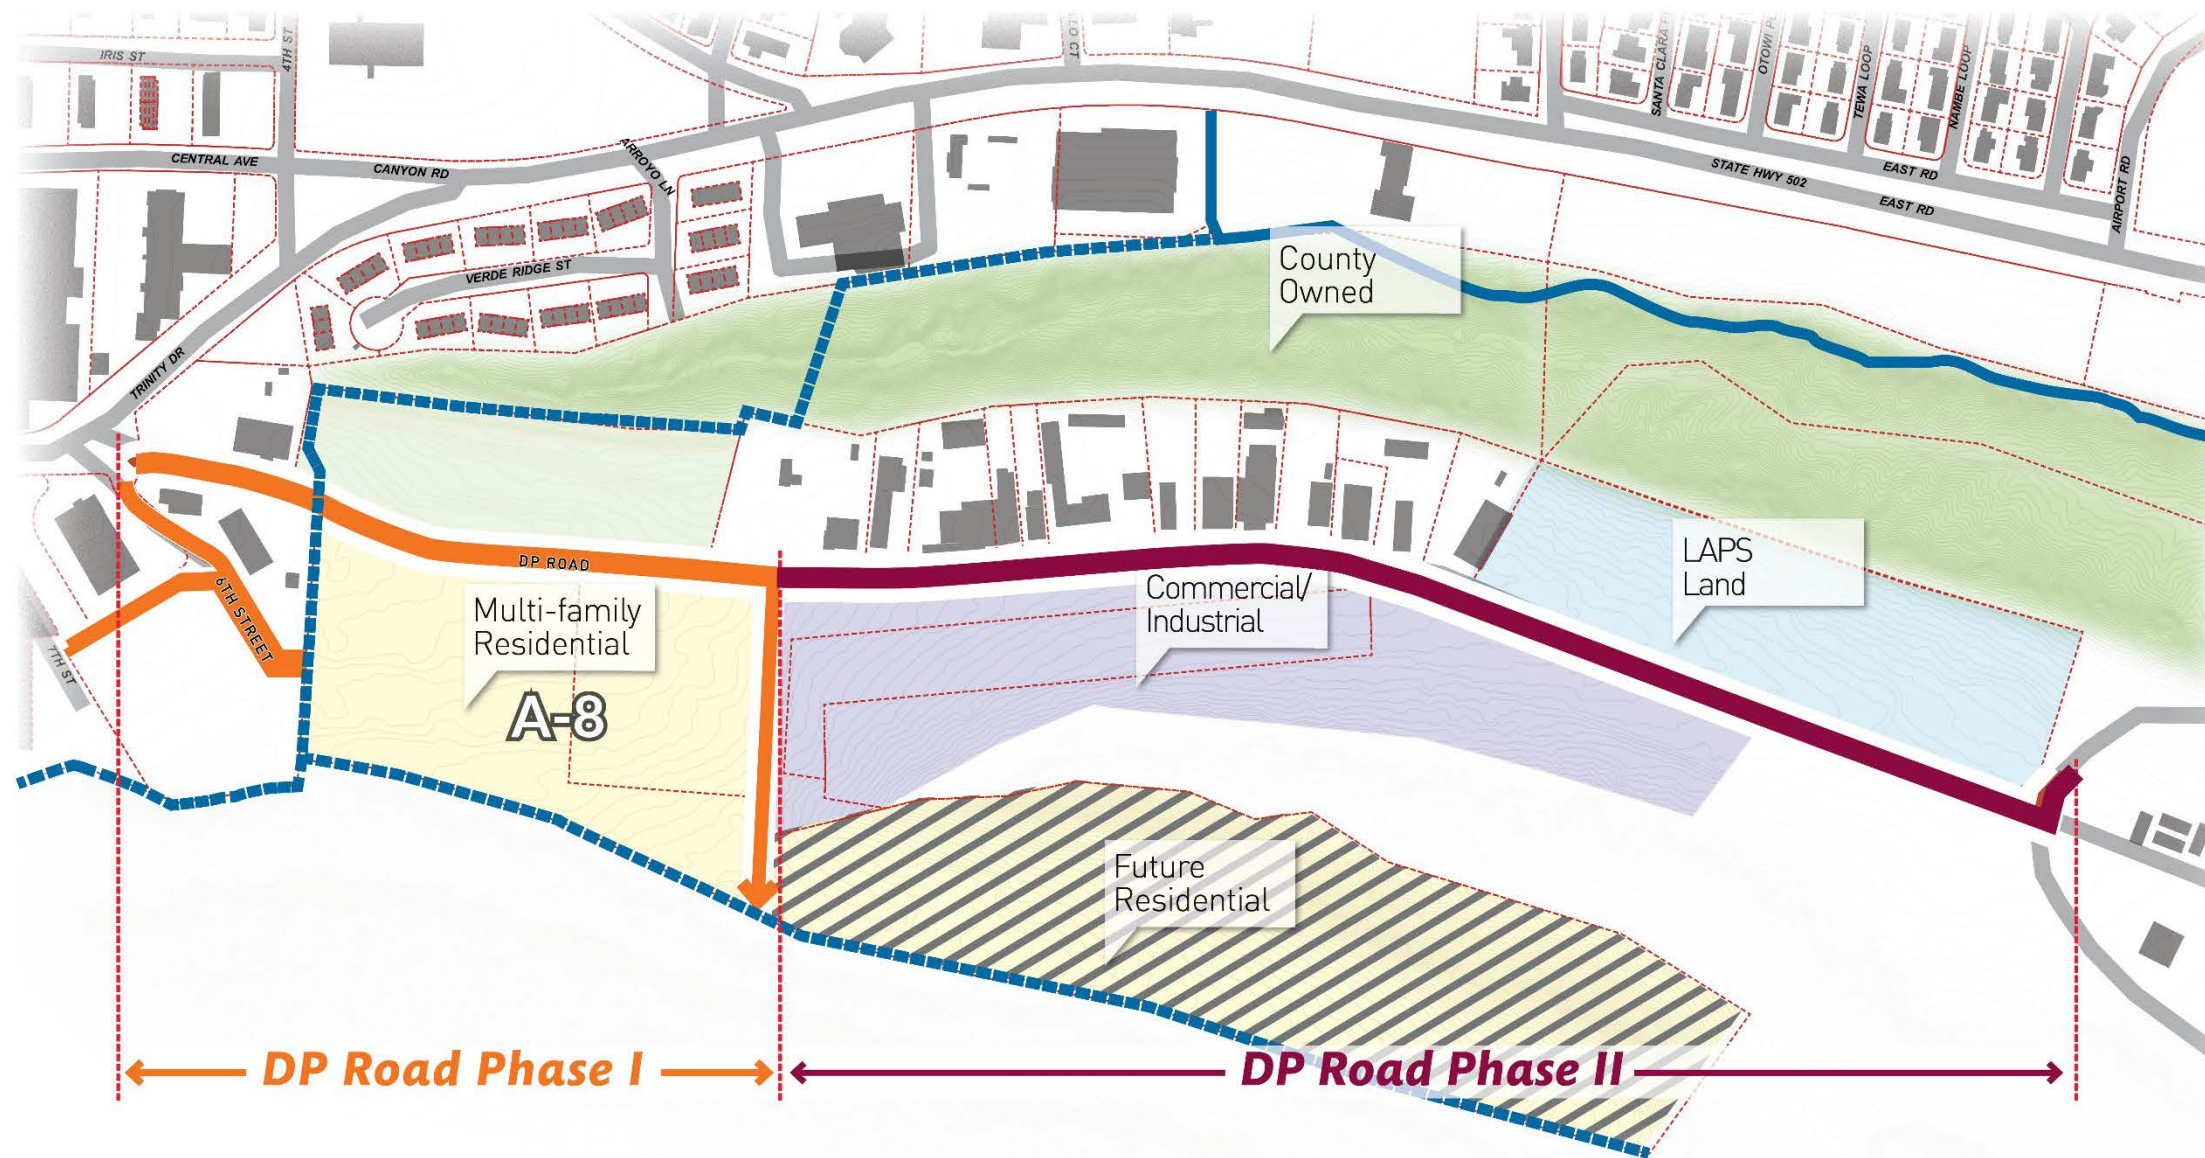 IRIS ST
4TH ST
CENTRAL AVE
CANYON RD
ARROYO LN
VERDE RIDGE ST
TRINITY DR
SANTA CLARA
TEWA LOOP
NAMBE LOOP
STATE HWY 502
EAST RD
EAST RD
AIRPORT RD
County
Owned
LAPS
Land
DP ROAD
6TH STREET
7TH ST
Multi-family
Residential
A-8
Commercial/
Industrial
Future
Residential
DP Road Phase I
DP Road Phase II